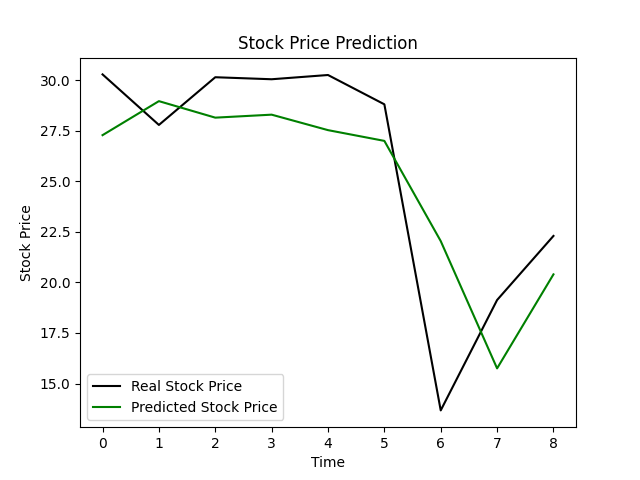 Stock Price Prediction
30.0
27.5
25.0
22.5
20.0
17.5
15.0
Stock Price
Real Stock Price
Predicted Stock Price
0 1 2 3 4 5 6 7 8
Time